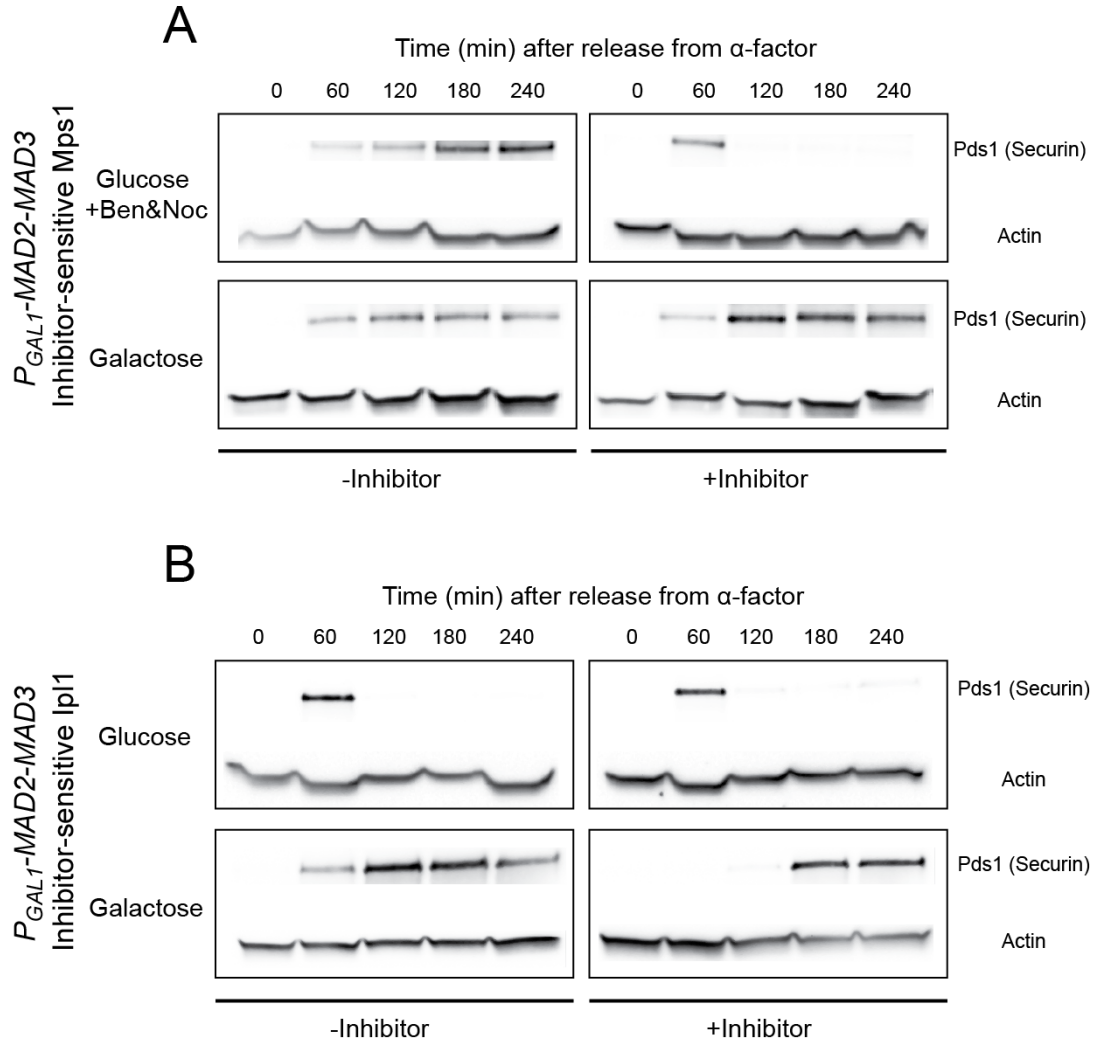 A
Time (min) after release from α-factor
0 60 120 180 240 0 60 120 180 240
P_GAL1-MAD2-MAD3
Inhibitor-sensitive Mps1
Glucose
+Ben&Noc
Pds1 (Securin)
Actin
Galactose
Pds1 (Securin)
Actin
-Inhibitor +Inhibitor
B
Time (min) after release from α-factor
0 60 120 180 240 0 60 120 180 240
P_GAL1-MAD2-MAD3
Inhibitor-sensitive Ipl1
Glucose
Pds1 (Securin)
Actin
Galactose
Pds1 (Securin)
Actin
-Inhibitor +Inhibitor